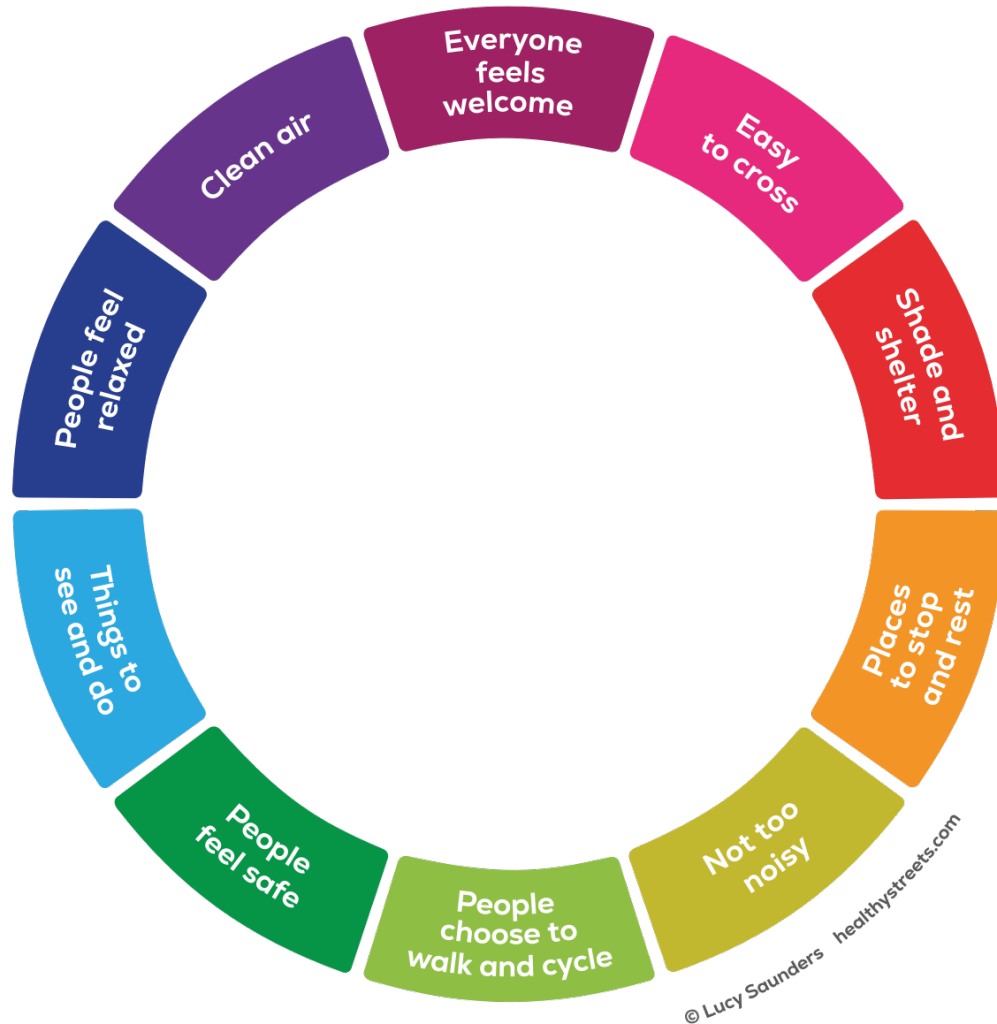 Everyone
feels
welcome
Easy
to cross
Shade and
shelter
Places
to stop
and rest
Not too
noisy
People
choose to
walk and cycle
People
feel safe
Things to
see and do
People feel
relaxed
Clean air
© Lucy Saunders healthystreets.com